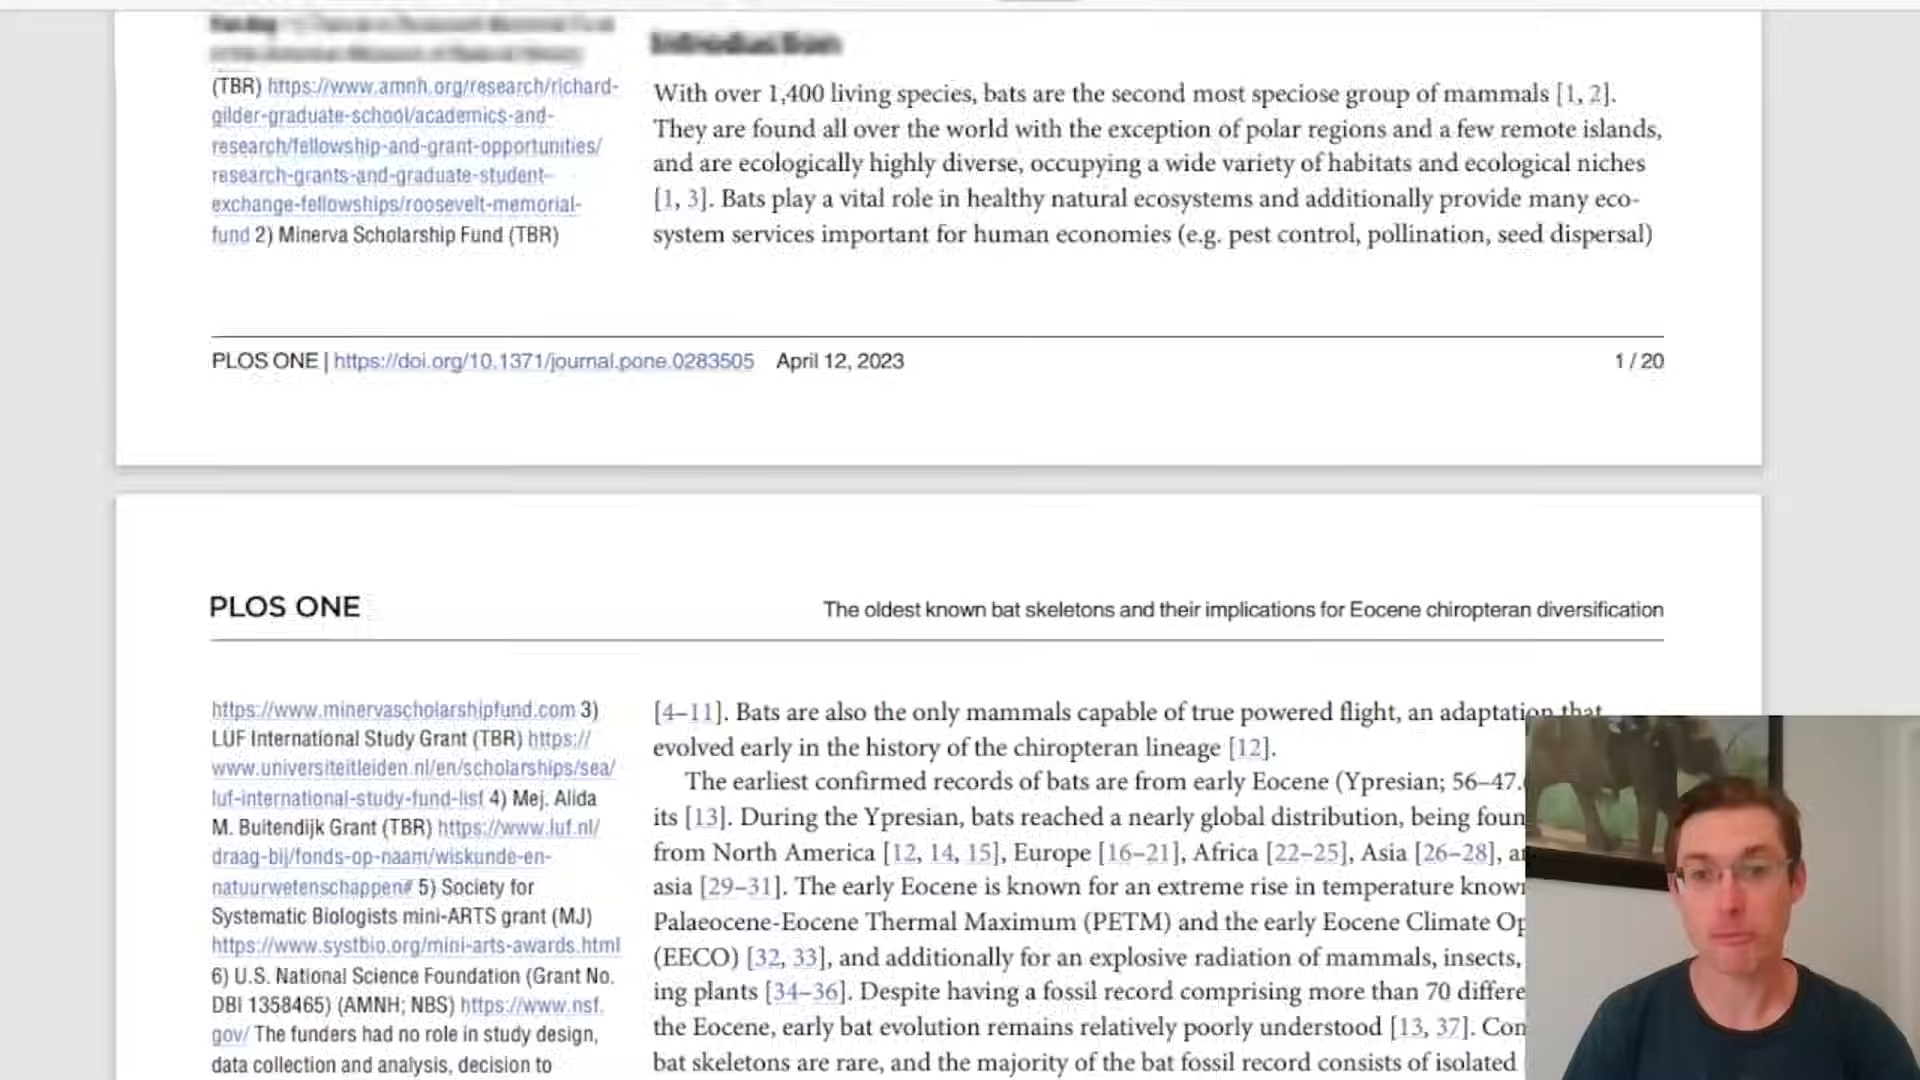 Introduction
(TBR) https://www.amnh.org/research/richard-
gilder-graduate-school/academics-and-
research/fellowship-and-grant-opportunities/
research-grants-and-graduate-student-
exchange-fellowships/roosevelt-memorial-
fund 2) Minerva Scholarship Fund (TBR)
With over 1,400 living species, bats are the second most speciose group of mammals [1, 2].
They are found all over the world with the exception of polar regions and a few remote islands,
and are ecologically highly diverse, occupying a wide variety of habitats and ecological niches
[1, 3]. Bats play a vital role in healthy natural ecosystems and additionally provide many eco-
system services important for human economies (e.g. pest control, pollination, seed dispersal)
PLOS ONE | https://doi.org/10.1371/journal.pone.0283505 April 12, 2023 1 / 20
PLOS ONE
The oldest known bat skeletons and their implications for Eocene chiropteran diversification
https://www.minervascholarshipfund.com 3)
LUF International Study Grant (TBR) https://
www.universiteitleiden.nl/en/scholarships/sea/
luf-international-study-fund-lisf 4) Mej. Alida
M. Buitendijk Grant (TBR) https://www.luf.nl/
draag-bij/fonds-op-naam/wiskunde-en-
natuurwetenschappen# 5) Society for
Systematic Biologists mini-ARTS grant (MJ)
https://www.systbio.org/mini-arts-awards.html
6) U.S. National Science Foundation (Grant No.
DBI 1358465) (AMNH; NBS) https://www.nsf.
gov/ The funders had no role in study design,
data collection and analysis, decision to
[4–11]. Bats are also the only mammals capable of true powered flight, an adaptation that
evolved early in the history of the chiropteran lineage [12].
The earliest confirmed records of bats are from early Eocene (Ypresian; 56–47.
its [13]. During the Ypresian, bats reached a nearly global distribution, being foun
from North America [12, 14, 15], Europe [16–21], Africa [22–25], Asia [26–28],
asia [29–31]. The early Eocene is known for an extreme rise in temperature know
Palaeocene-Eocene Thermal Maximum (PETM) and the early Eocene Climate Op
(EECO) [32, 33], and additionally for an explosive radiation of mammals, insects,
ing plants [34–36]. Despite having a fossil record comprising more than 70 differe
the Eocene, early bat evolution remains relatively poorly understood [13, 37]. Con
bat skeletons are rare, and the majority of the bat fossil record consists of isolated